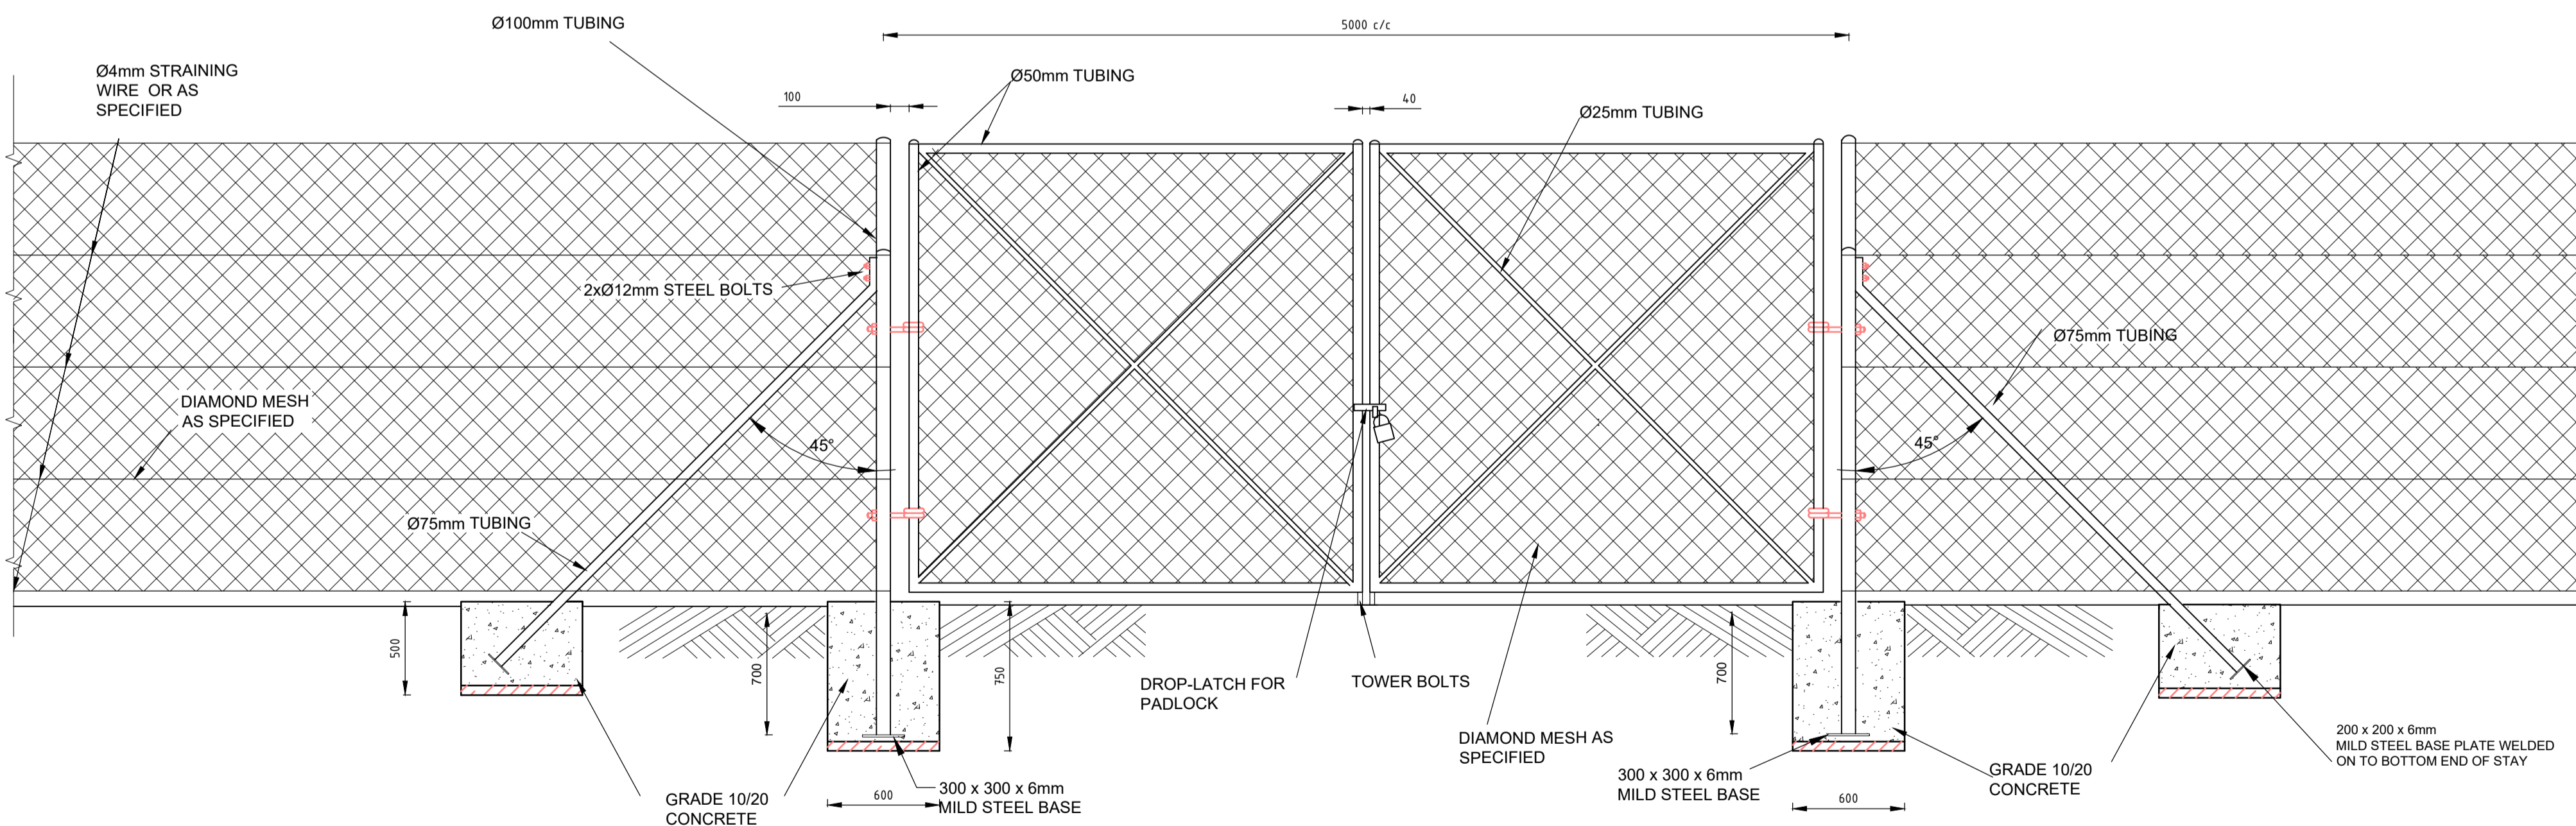 Ø100mm TUBING
5000 c/c
Ø4mm STRAINING
WIRE OR AS
SPECIFIED
Ø50mm TUBING
100
40
Ø25mm TUBING
2xØ12mm STEEL BOLTS
Ø75mm TUBING
DIAMOND MESH
AS SPECIFIED
45°
45°
Ø75mm TUBING
500
700
750
700
DROP-LATCH FOR
PADLOCK
TOWER BOLTS
DIAMOND MESH AS
SPECIFIED
200 x 200 x 6mm
MILD STEEL BASE PLATE WELDED
ON TO BOTTOM END OF STAY
GRADE 10/20
CONCRETE
600
300 x 300 x 6mm
MILD STEEL BASE
300 x 300 x 6mm
MILD STEEL BASE
600
GRADE 10/20
CONCRETE